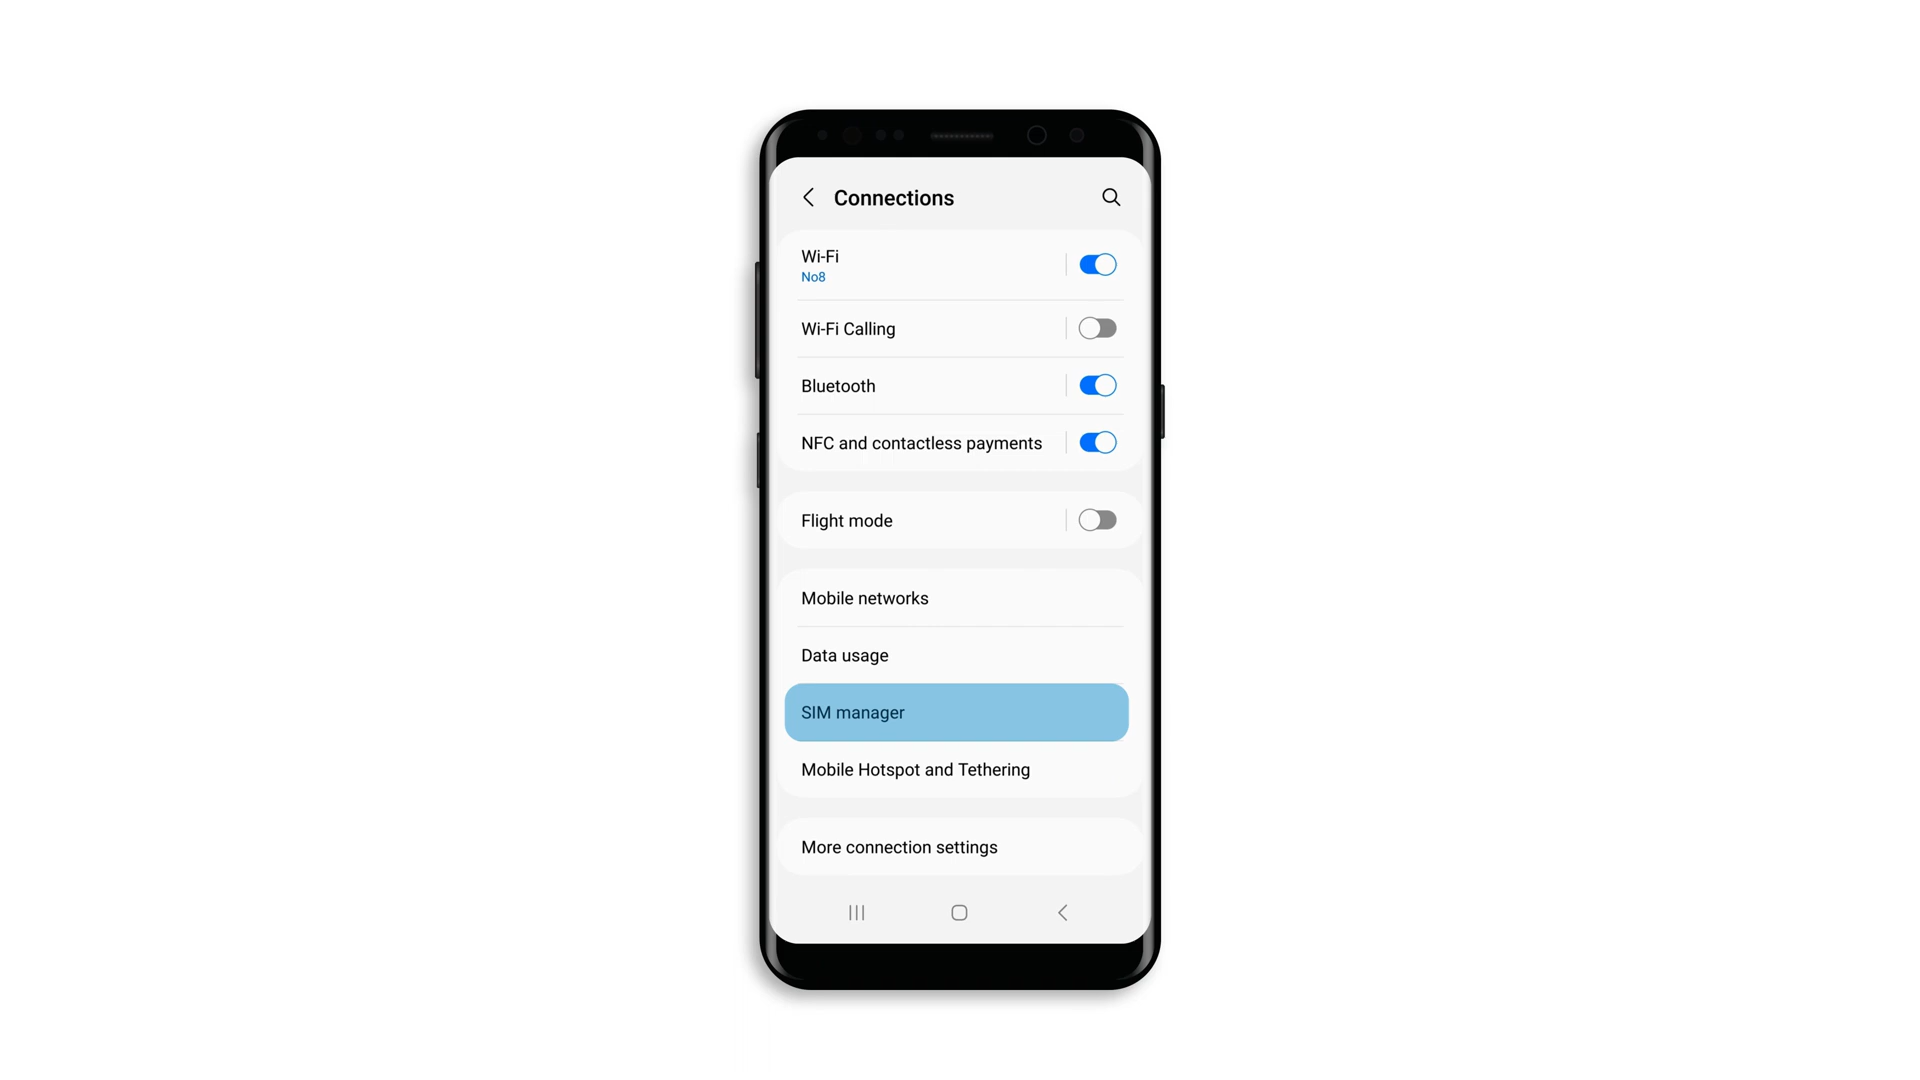 Connections
Wi-Fi
No8
Wi-Fi Calling
Bluetooth
NFC and contactless payments
Flight mode
Mobile networks
Data usage
SIM manager
Mobile Hotspot and Tethering
More connection settings